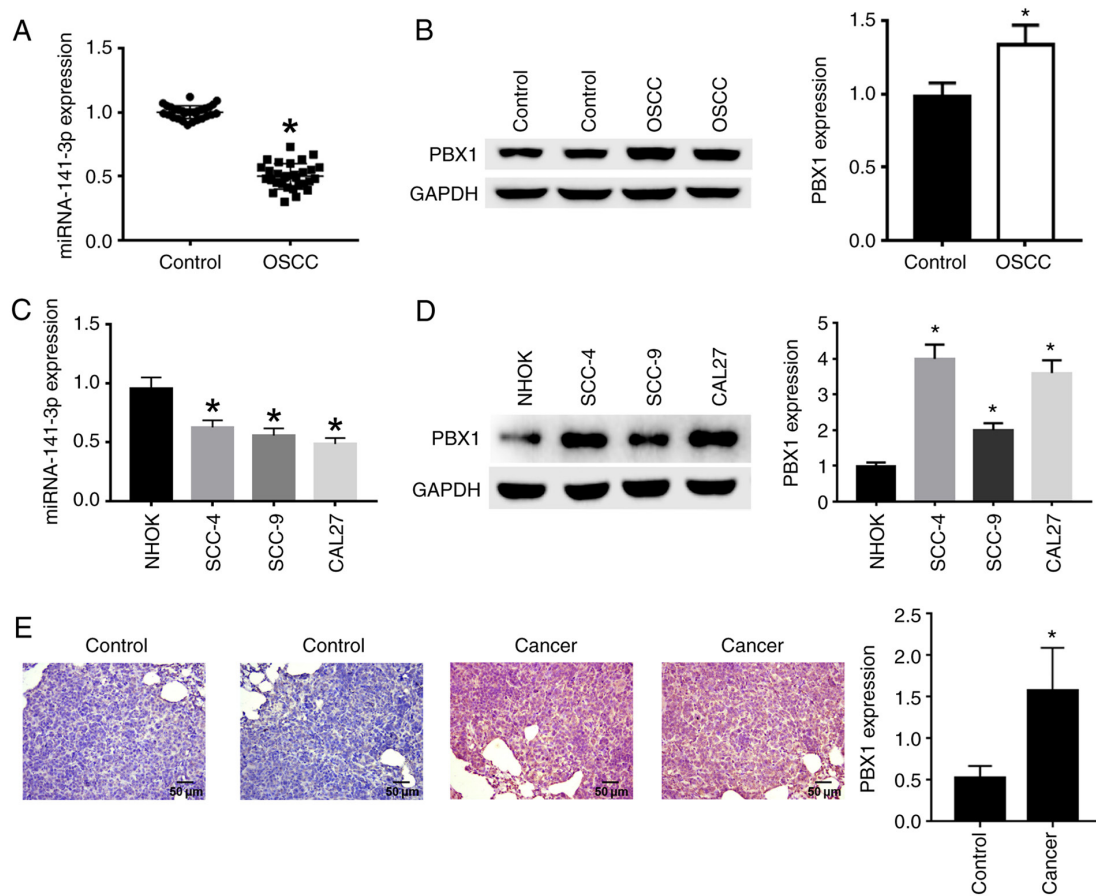 A
miRNA-141-3p expression
1.5
1.0
0.5
0.0
*
Control
OSCC
B
Control
Control
OSCC
OSCC
PBX1
GAPDH
PBX1 expression
1.5
1.0
0.5
0.0
*
Control
OSCC
C
miRNA-141-3p expression
1.5
1.0
0.5
0.0
*
*
*
NHOK
SCC-4
SCC-9
CAL27
D
NHOK
SCC-4
SCC-9
CAL27
PBX1
GAPDH
PBX1 expression
5
4
3
2
1
0
*
*
*
NHOK
SCC-4
SCC-9
CAL27
E
Control
Control
Cancer
Cancer
50 µm
50 µm
50 µm
50 µm
PBX1 expression
2.5
2.0
1.5
1.0
0.5
0.0
*
Control
Cancer